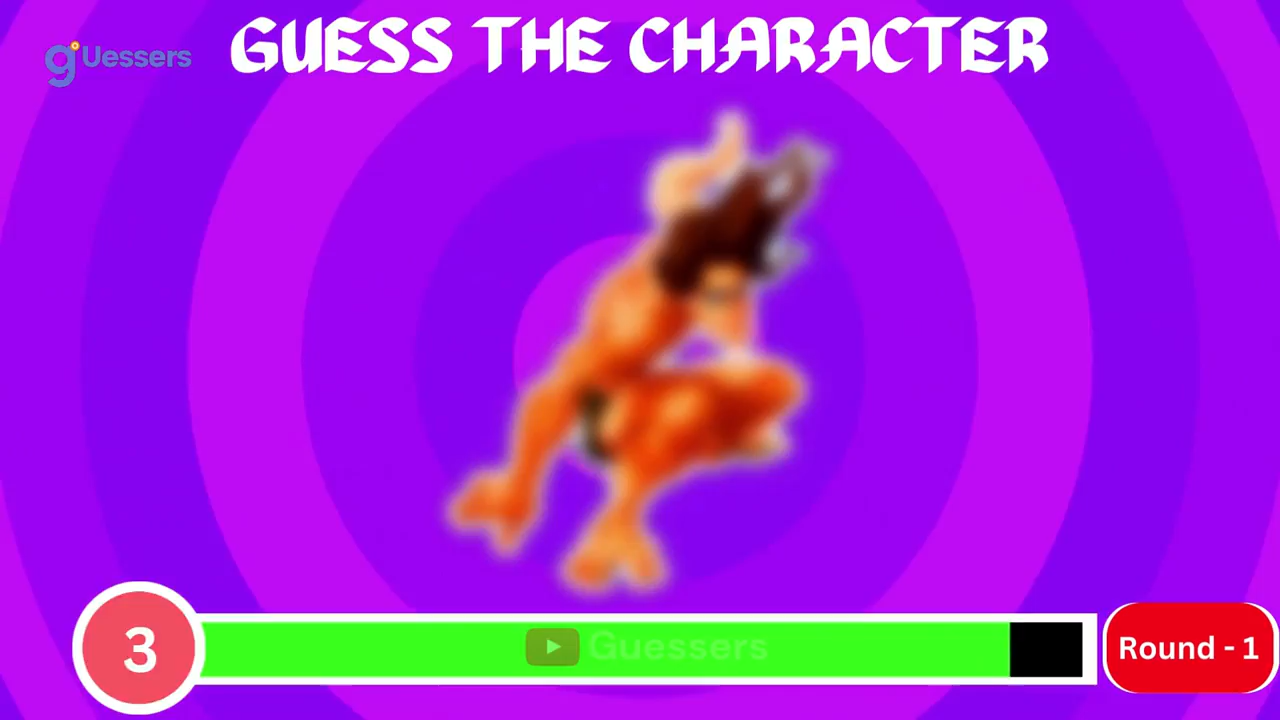 gUessers
GUESS THE CHARACTER
3
Guessers
Round - 1